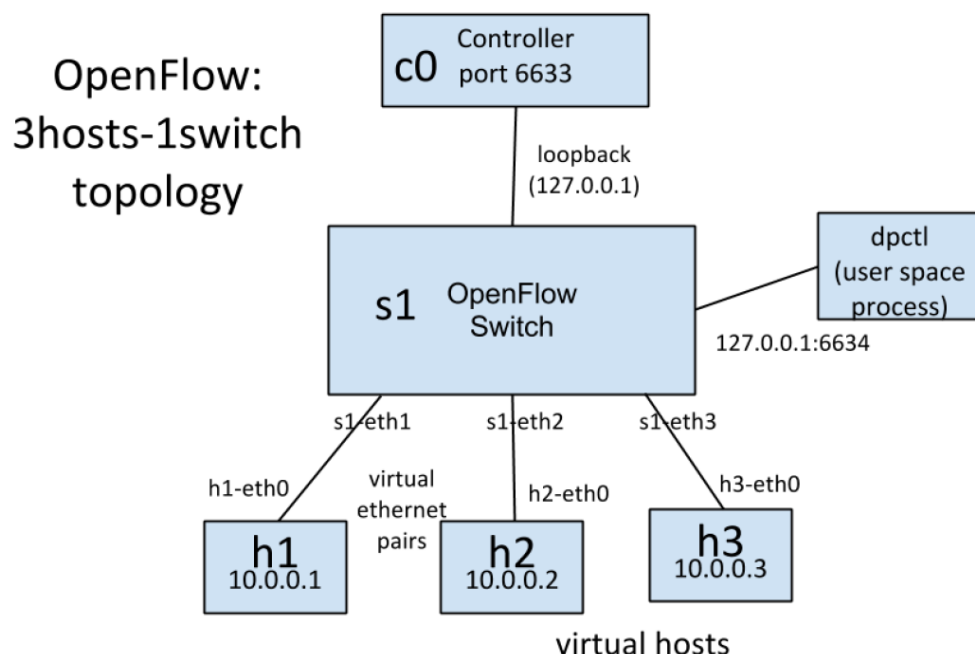 OpenFlow:
3hosts-1switch
topology
c0
Controller
port 6633
loopback
(127.0.0.1)
s1
OpenFlow
Switch
dpctl
(user space
process)
127.0.0.1:6634
s1-eth1
s1-eth2
s1-eth3
h1-eth0
virtual
ethernet
pairs
h2-eth0
h3-eth0
h1
10.0.0.1
h2
10.0.0.2
h3
10.0.0.3
virtual hosts